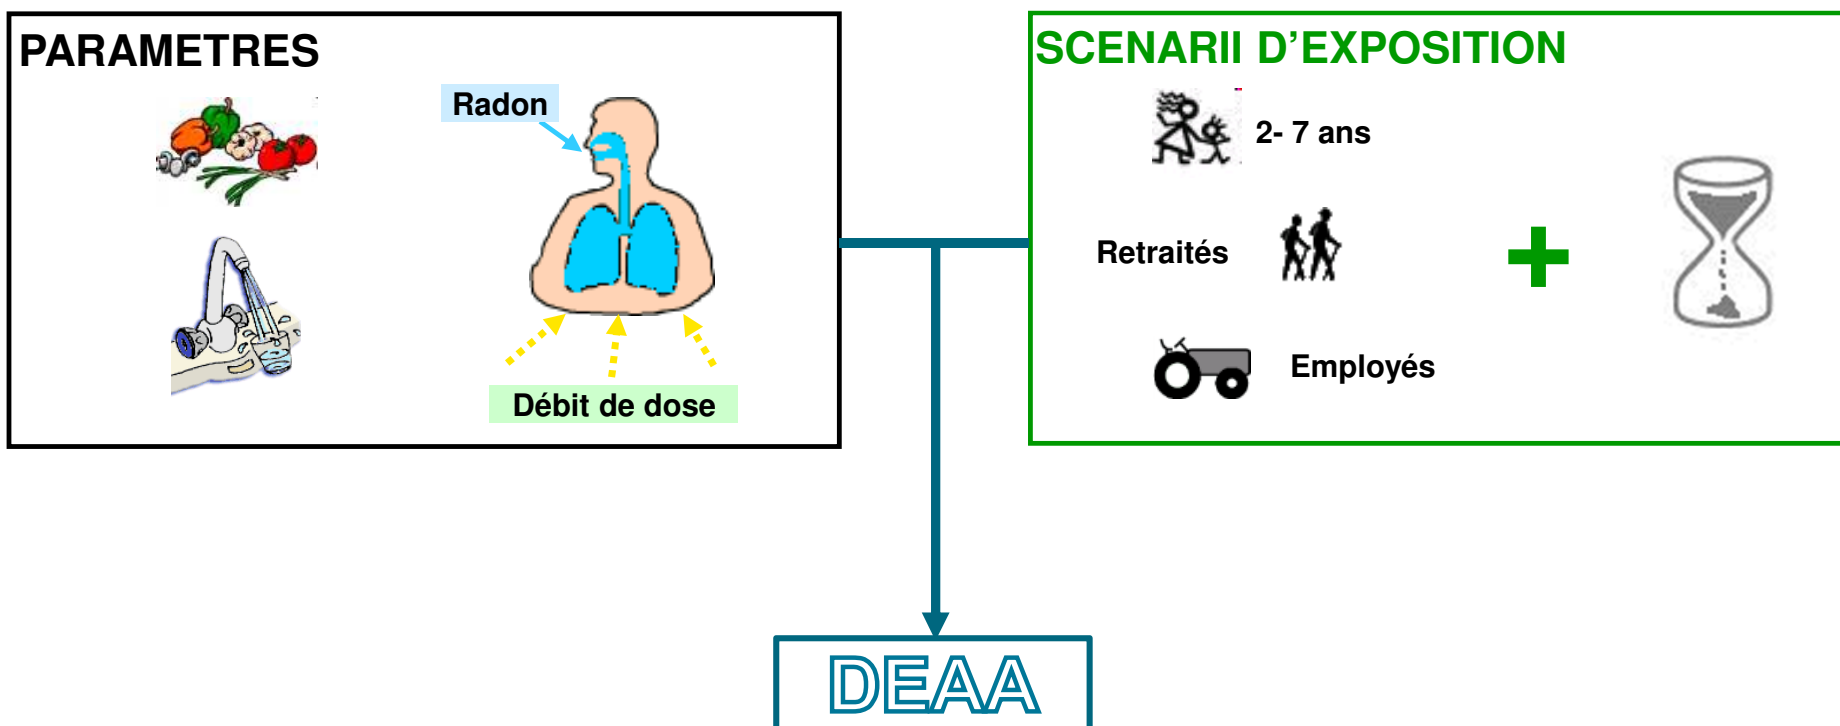 PARAMETRES
Radon
Débit de dose
SCENARII D’EXPOSITION
2- 7 ans
Retraités
Employés
DEAA